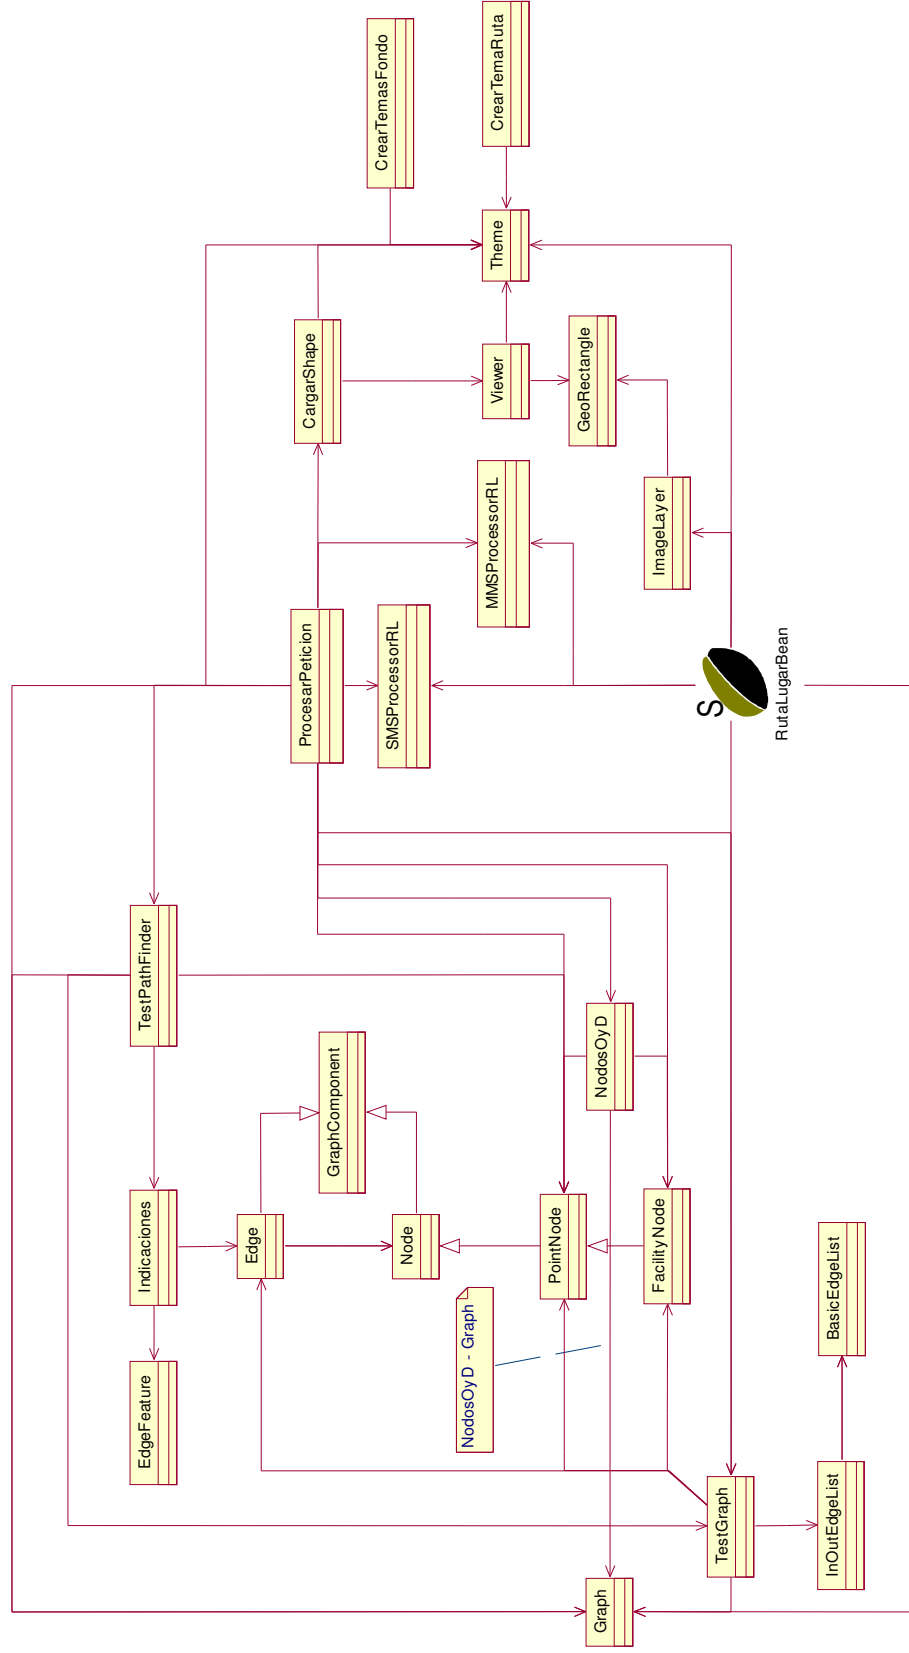 CrearTemasFondo
CrearTemaRuta
Theme
CargarShape
Viewer
GeoRectangle
MMSProcessorRL
ImageLayer
ProcesarPeticion
SMSProcessorRL
S
RutaLugarBean
TestPathFinder
NodosOyD
GraphComponent
Indicaciones
Edge
Node
PointNode
FacilityNode
BasicEdgeList
NodosOyD - Graph
EdgeFeature
InOutEdgeList
TestGraph
Graph